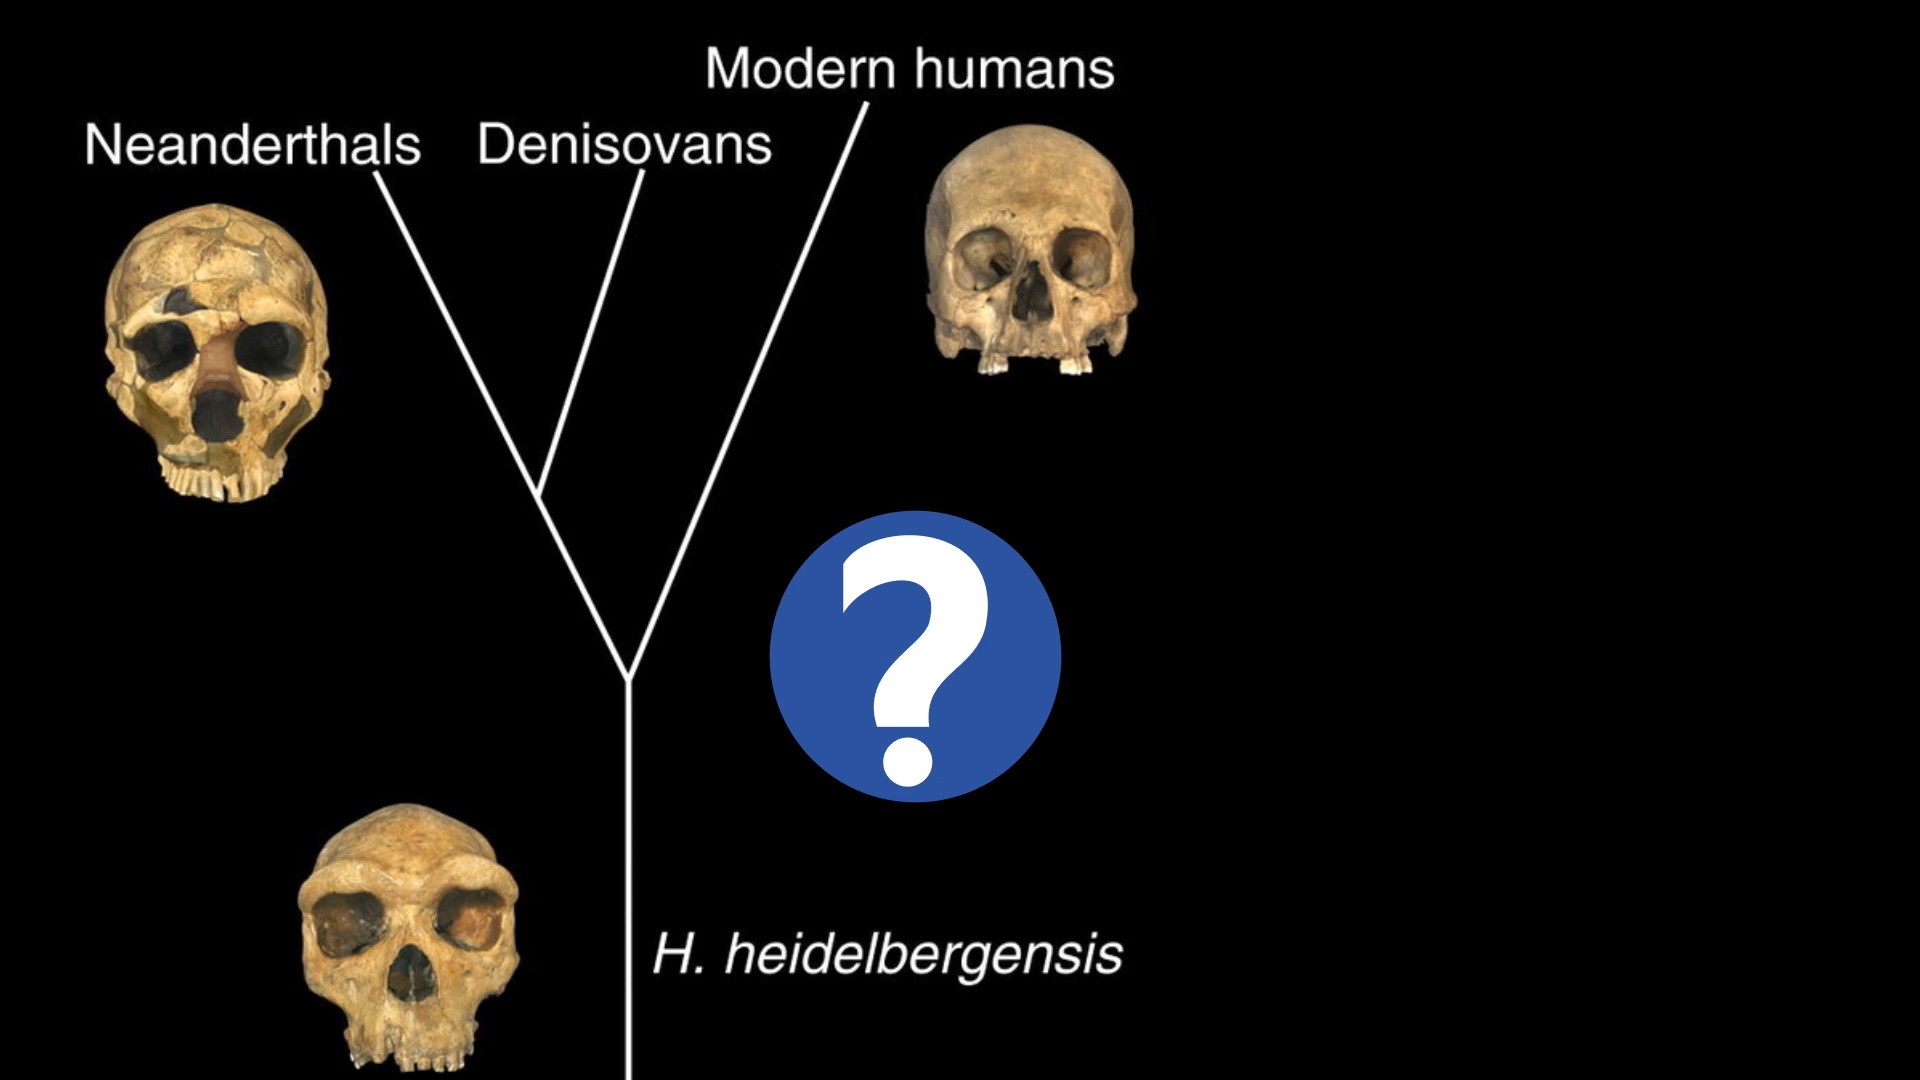 Modern humans
Neanderthals
Denisovans
?
H. heidelbergensis